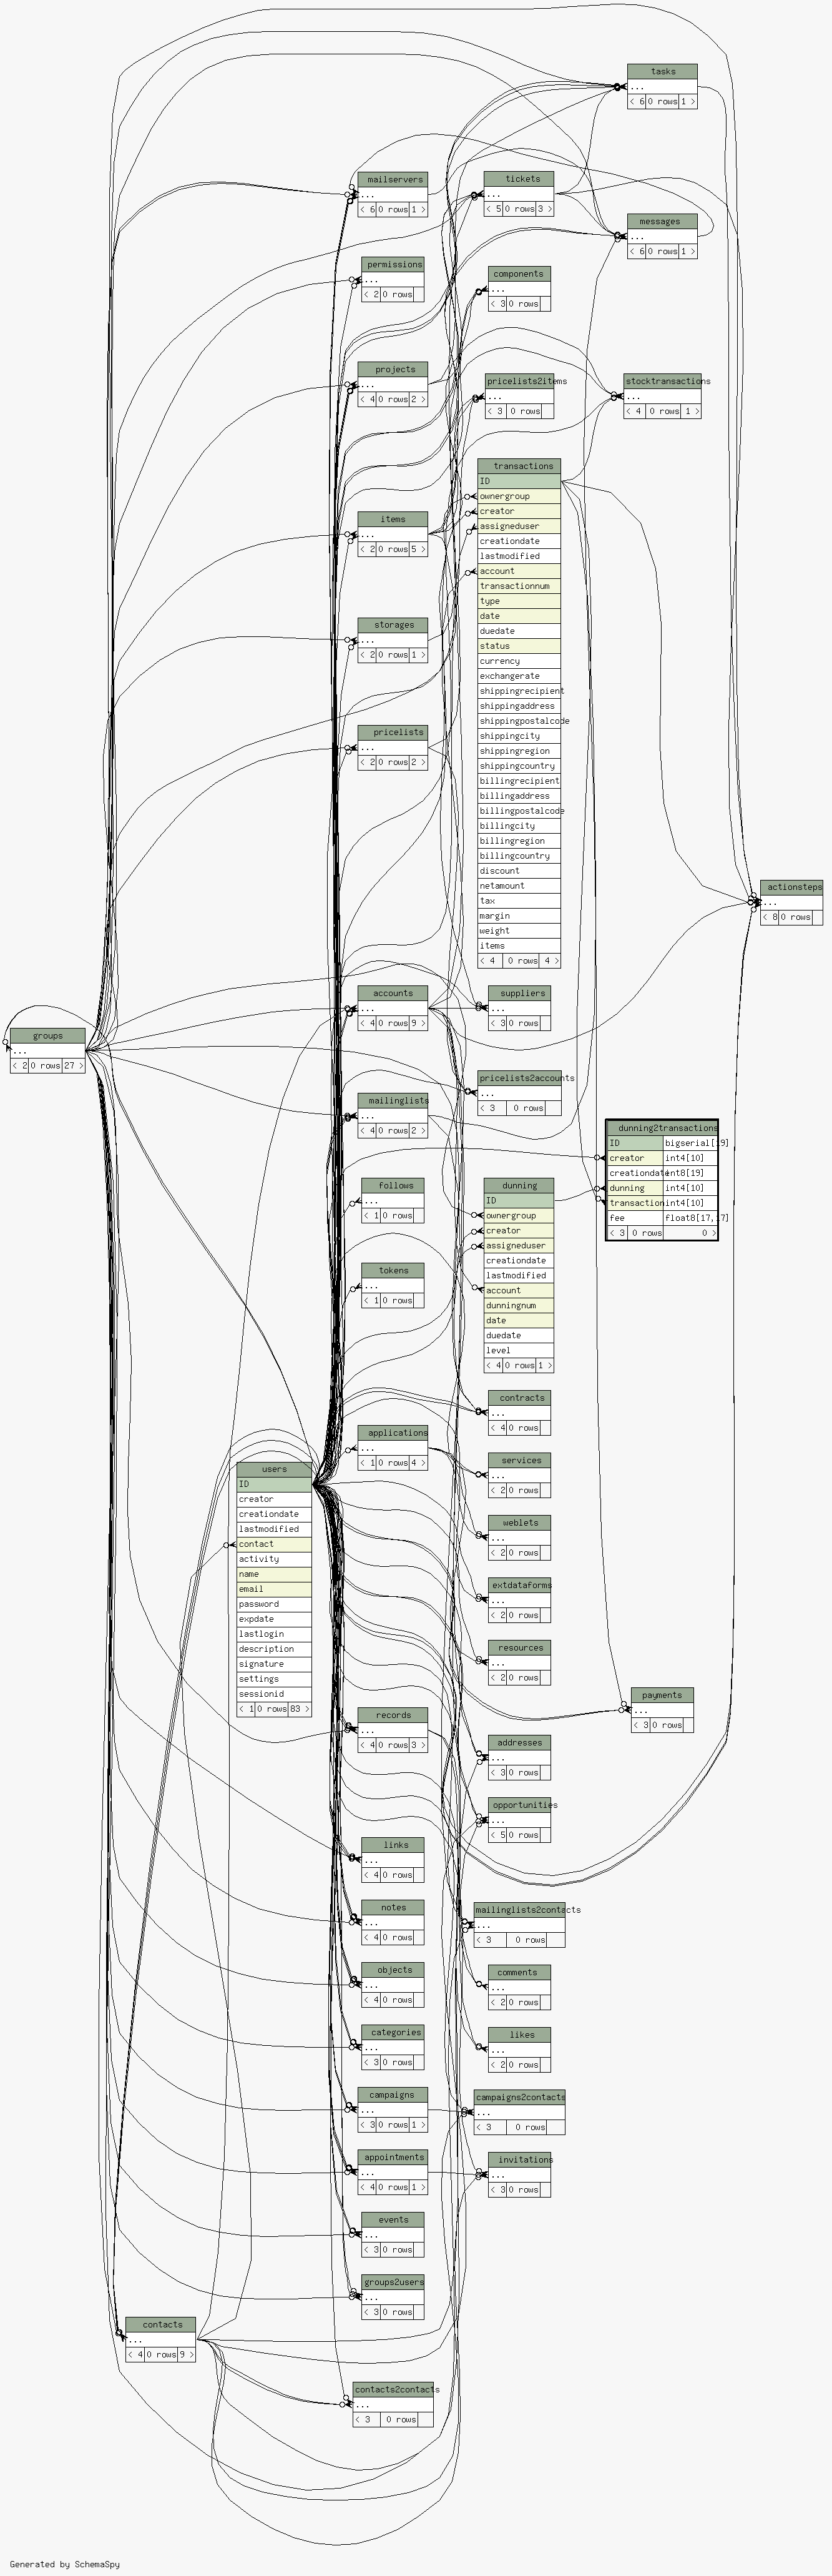 tasks
...
< 6 0 rows 1 >
mailservers
...
< 6 0 rows 1 >
tickets
...
< 5 0 rows 3 >
messages
...
< 6 0 rows 1 >
permissions
...
< 2 0 rows
components
...
< 3 0 rows
projects
...
< 4 0 rows 2 >
pricelists2items
...
< 3 0 rows
stocktransactions
...
< 4 0 rows 1 >
transactions
ID
ownergroup
creator
assigneduser
creationdate
lastmodified
account
transactionnum
type
date
duedate
status
currency
exchangerate
shippingrecipient
shippingaddress
shippingpostalcode
shippingcity
shippingregion
shippingcountry
billingrecipient
billingaddress
billingpostalcode
billingcity
billingregion
billingcountry
discount
netamount
tax
margin
weight
items
< 4 0 rows 4 >
items
...
< 2 0 rows 5 >
storages
...
< 2 0 rows 1 >
pricelists
...
< 2 0 rows 2 >
actionsteps
...
< 8 0 rows
accounts
...
< 4 0 rows 9 >
suppliers
...
< 3 0 rows
groups
...
< 2 0 rows 27 >
pricelists2accounts
...
< 3 0 rows
mailinglists
...
< 4 0 rows 2 >
dunning2transactions
ID bigserial[19]
creator int4[10]
creationdate int8[19]
dunning int4[10]
transaction int4[10]
fee float8[17,17]
< 3 0 rows 0 >
follows
...
< 1 0 rows
dunning
ID
ownergroup
creator
assigneduser
creationdate
lastmodified
account
dunningnum
date
duedate
level
< 4 0 rows 1 >
tokens
...
< 1 0 rows
contracts
...
< 4 0 rows
applications
...
< 1 0 rows 4 >
services
...
< 2 0 rows
users
ID
creator
creationdate
lastmodified
contact
activity
name
email
password
expdate
lastlogin
description
signature
settings
sessionid
< 1 0 rows 83 >
weblets
...
< 2 0 rows
extdataforms
...
< 2 0 rows
resources
...
< 2 0 rows
payments
...
< 3 0 rows
records
...
< 4 0 rows 3 >
addresses
...
< 3 0 rows
opportunities
...
< 5 0 rows
links
...
< 4 0 rows
notes
...
< 4 0 rows
mailinglists2contacts
...
< 3 0 rows
objects
...
< 4 0 rows
comments
...
< 2 0 rows
categories
...
< 3 0 rows
likes
...
< 2 0 rows
campaigns
...
< 3 0 rows 1 >
campaigns2contacts
...
< 3 0 rows
appointments
...
< 4 0 rows 1 >
invitations
...
< 3 0 rows
events
...
< 3 0 rows
groups2users
...
< 3 0 rows
contacts
...
< 4 0 rows 9 >
contacts2contacts
...
< 3 0 rows
Generated by SchemaSpy